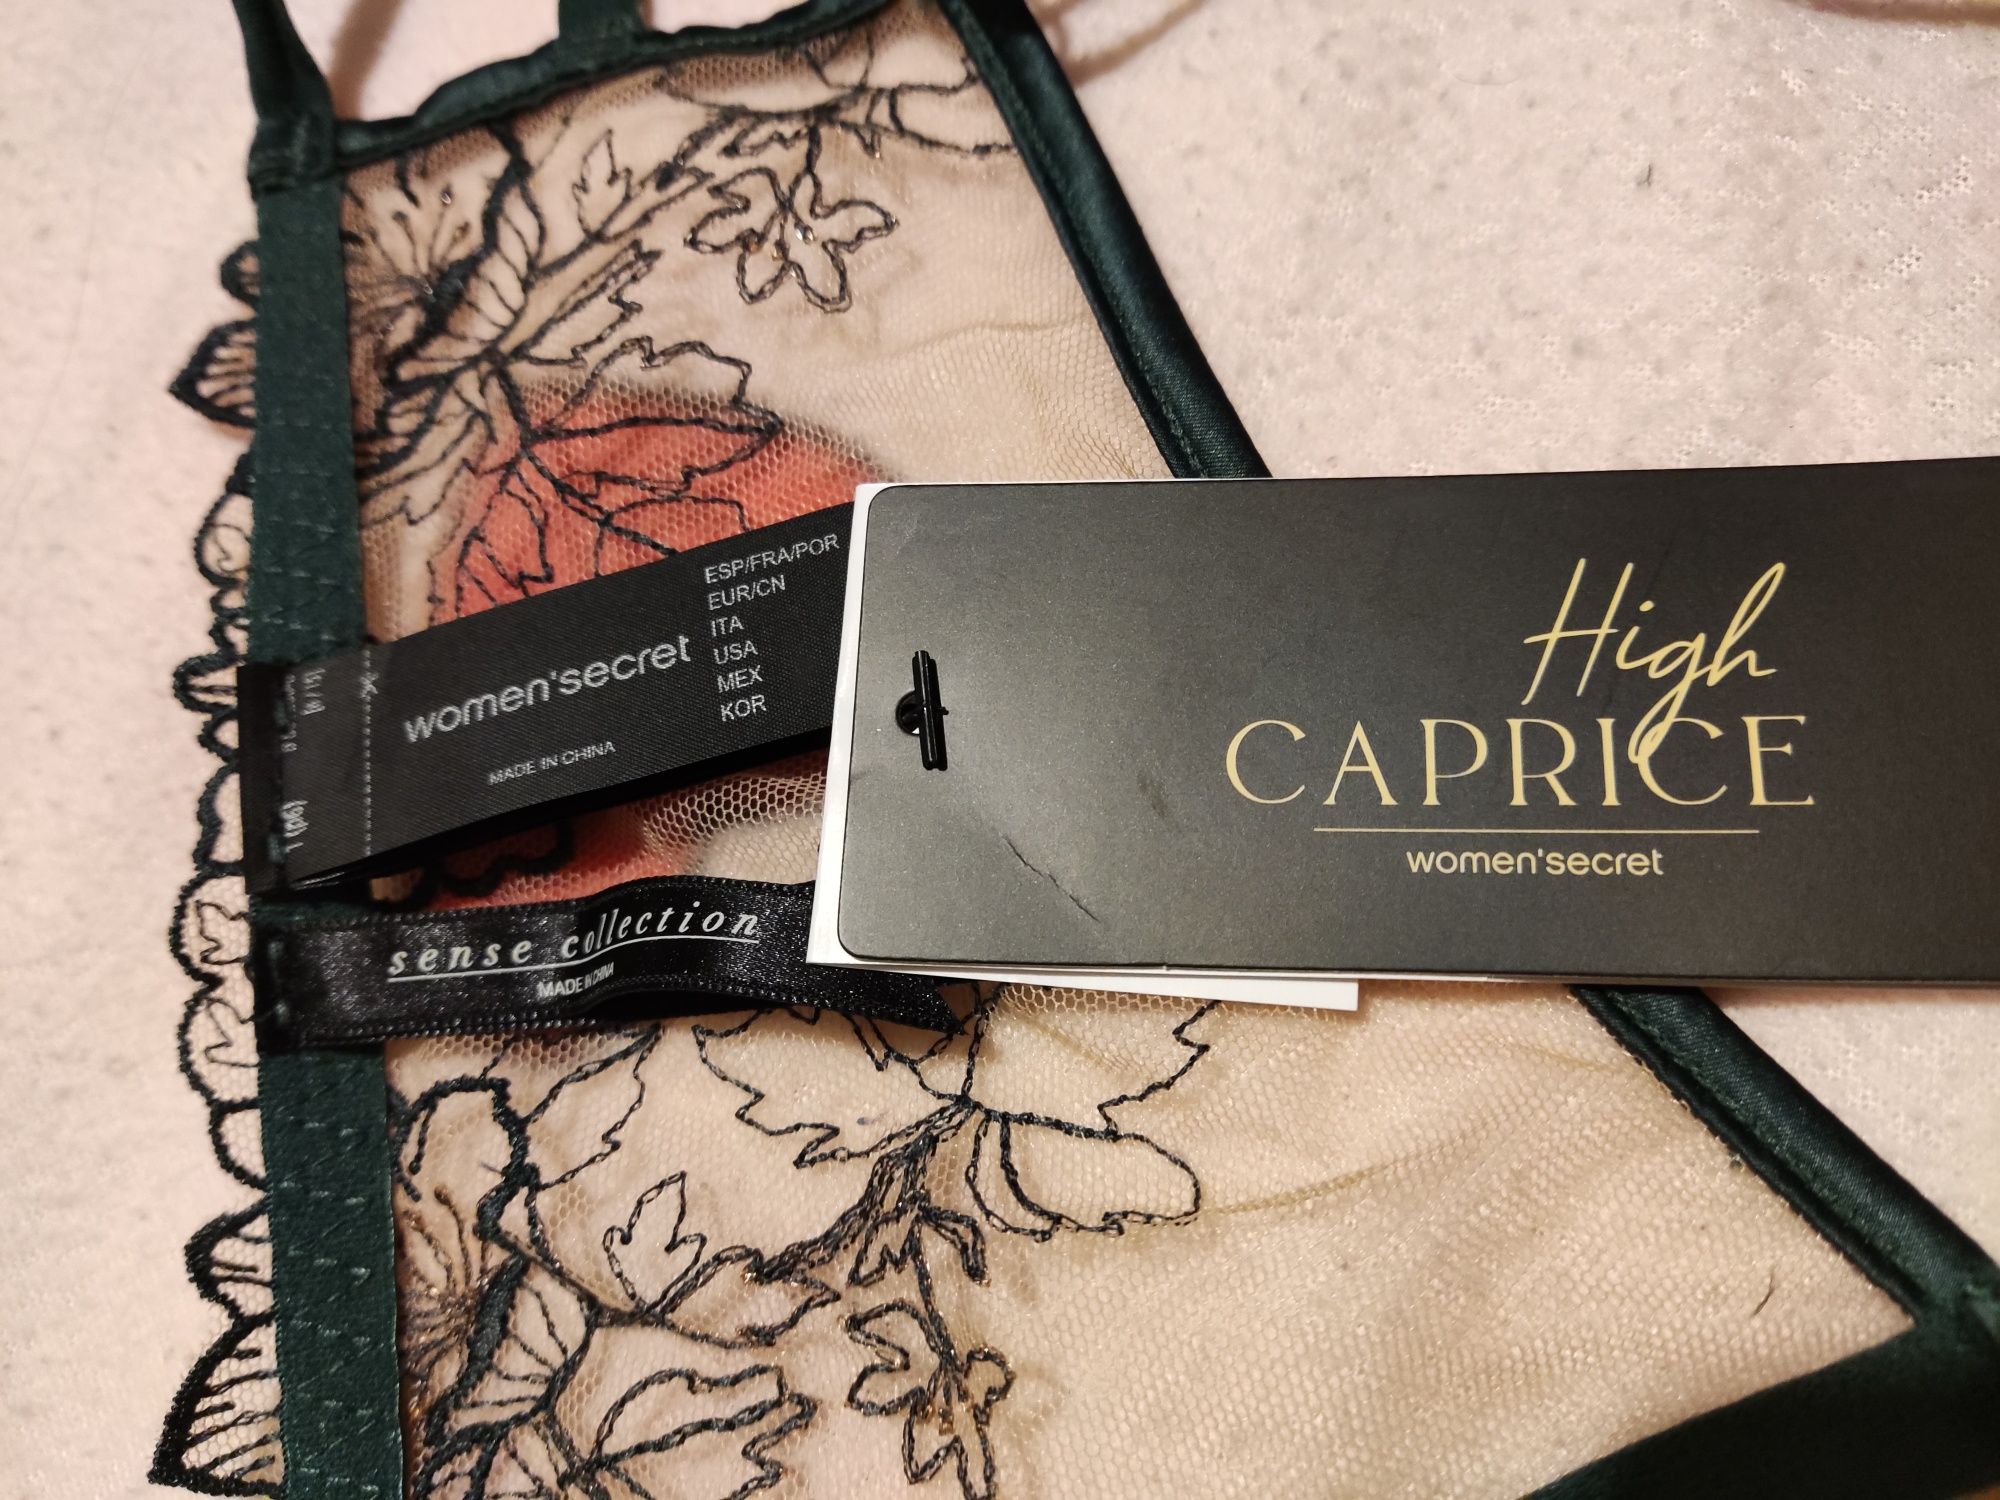 High
CAPRICE
women'secret
women'secret
MADE IN CHINA
ESP/FRA/POR
EUR/CN
ITA
USA
MEX
KOR
sense collection
MADE IN CHINA